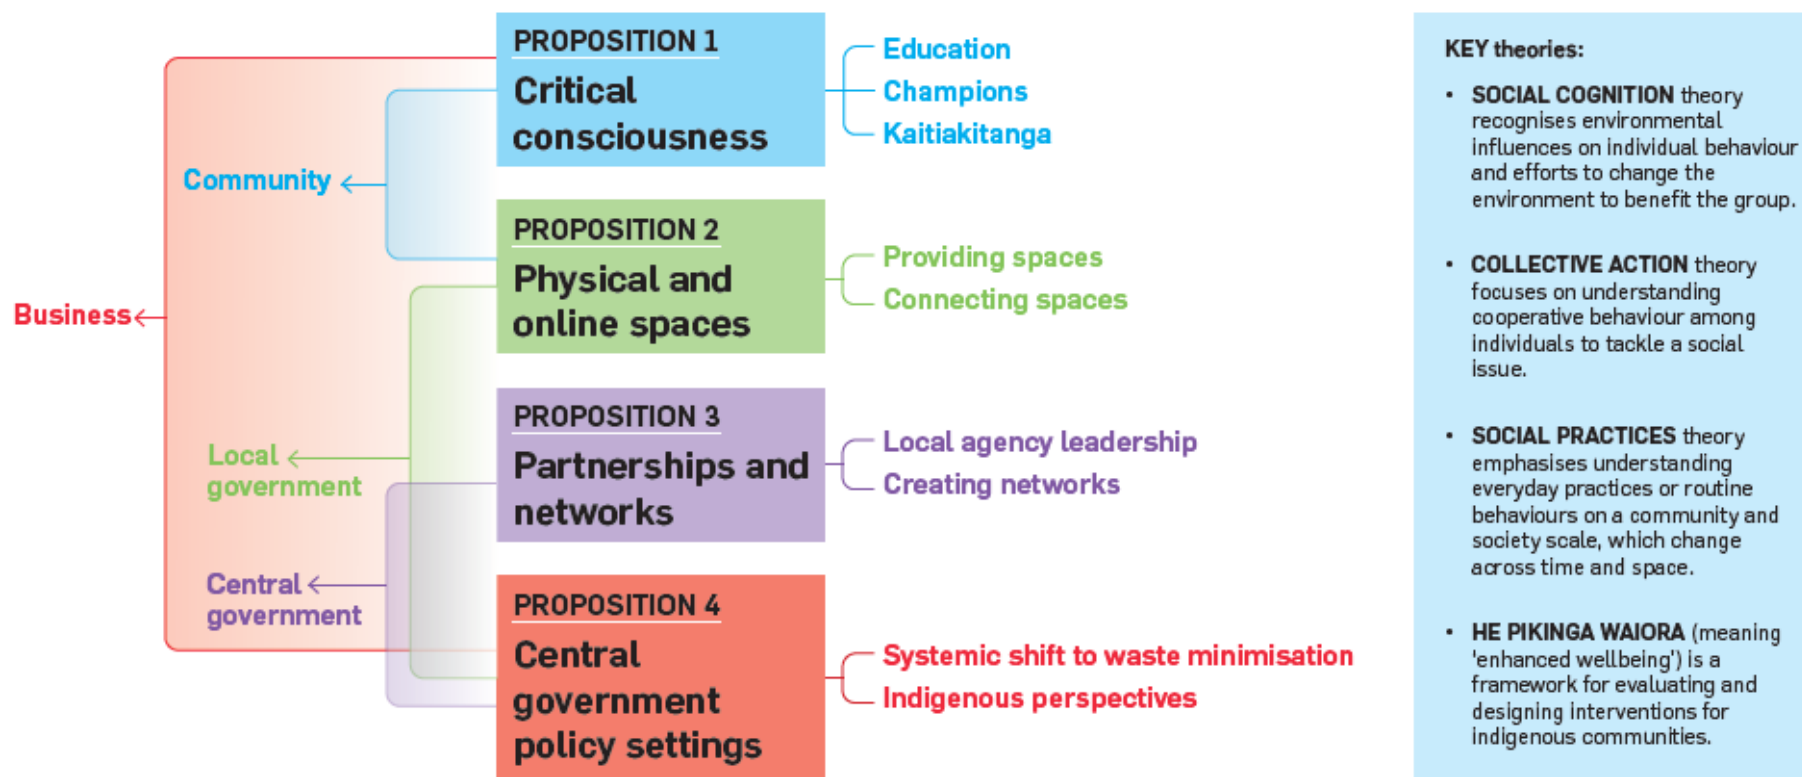 PROPOSITION 1
Critical
consciousness
Education
Champions
Kaitiakitanga
Community
PROPOSITION 2
Physical and
online spaces
Providing spaces
Connecting spaces
Business
PROPOSITION 3
Partnerships and
networks
Local agency leadership
Creating networks
Local
government
Central
government
PROPOSITION 4
Central
government
policy settings
Systemic shift to waste minimisation
Indigenous perspectives
KEY theories:
• SOCIAL COGNITION theory
recognises environmental
influences on individual behaviour
and efforts to change the
environment to benefit the group.
• COLLECTIVE ACTION theory
focuses on understanding
cooperative behaviour among
individuals to tackle a social
issue.
• SOCIAL PRACTICES theory
emphasises understanding
everyday practices or routine
behaviours on a community and
society scale, which change
across time and space.
• HE PIKINGA WAIORA (meaning
'enhanced wellbeing') is a
framework for evaluating and
designing interventions for
indigenous communities.